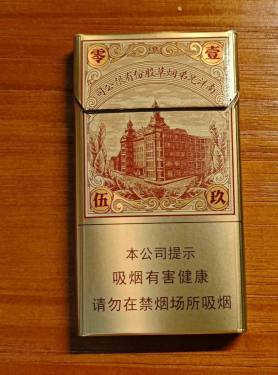 壹
零
南洋兄弟烟草股份有限公司
玖
伍
本公司提示
吸烟有害健康
请勿在禁烟场所吸烟